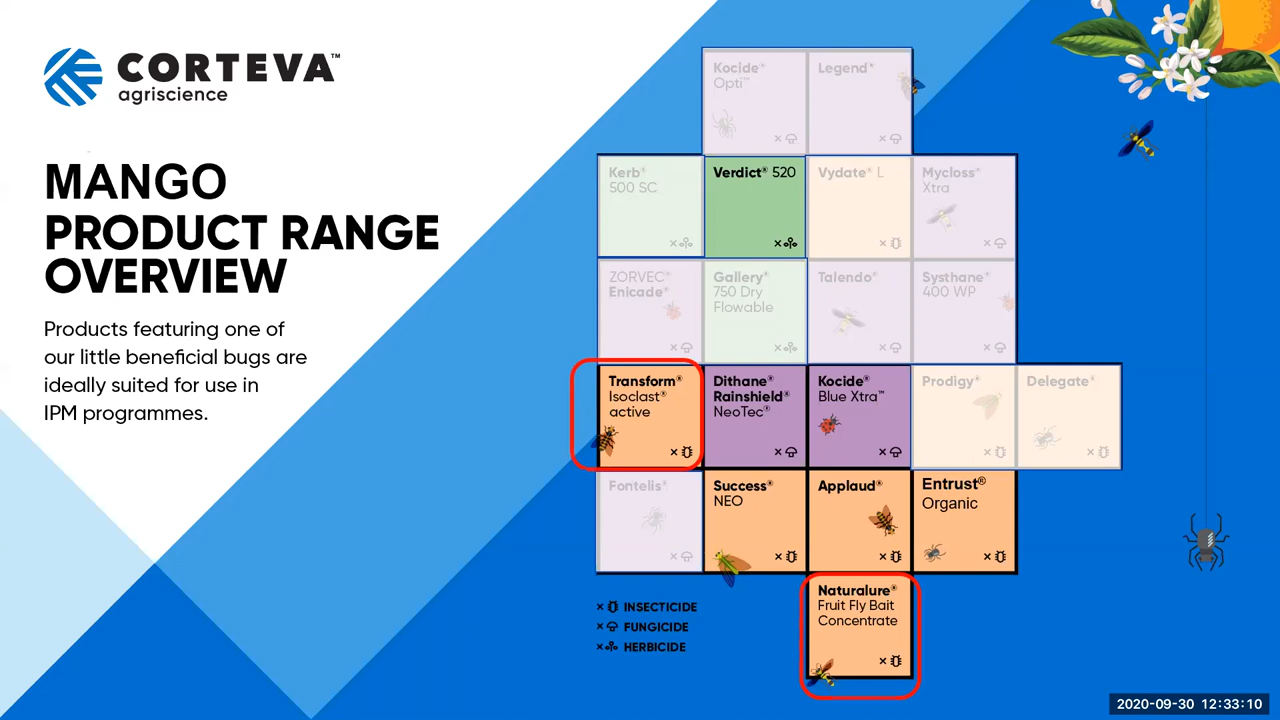 CORTEVA™
agriscience
MANGO
PRODUCT RANGE
OVERVIEW
Products featuring one of
our little beneficial bugs are
ideally suited for use in
IPM programmes.
Kocide®
Opti™
Legend®
Kerb®
500 SC
Verdict® 520
Vydate® L
Mycloss®
Xtra
ZORVEC®
Enicade®
Gallery®
750 Dry
Flowable
Talendo®
Systhane®
400 WP
Transform®
Isoclast®
active
Dithane®
Rainshield®
NeoTec®
Kocide®
Blue Xtra™
Prodigy®
Delegate®
Fontelis®
Success®
NEO
Applaud®
Entrust®
Organic
Naturalure®
Fruit Fly Bait
Concentrate
× INSECTICIDE
× FUNGICIDE
× HERBICIDE
2020-09-30 12:33:10